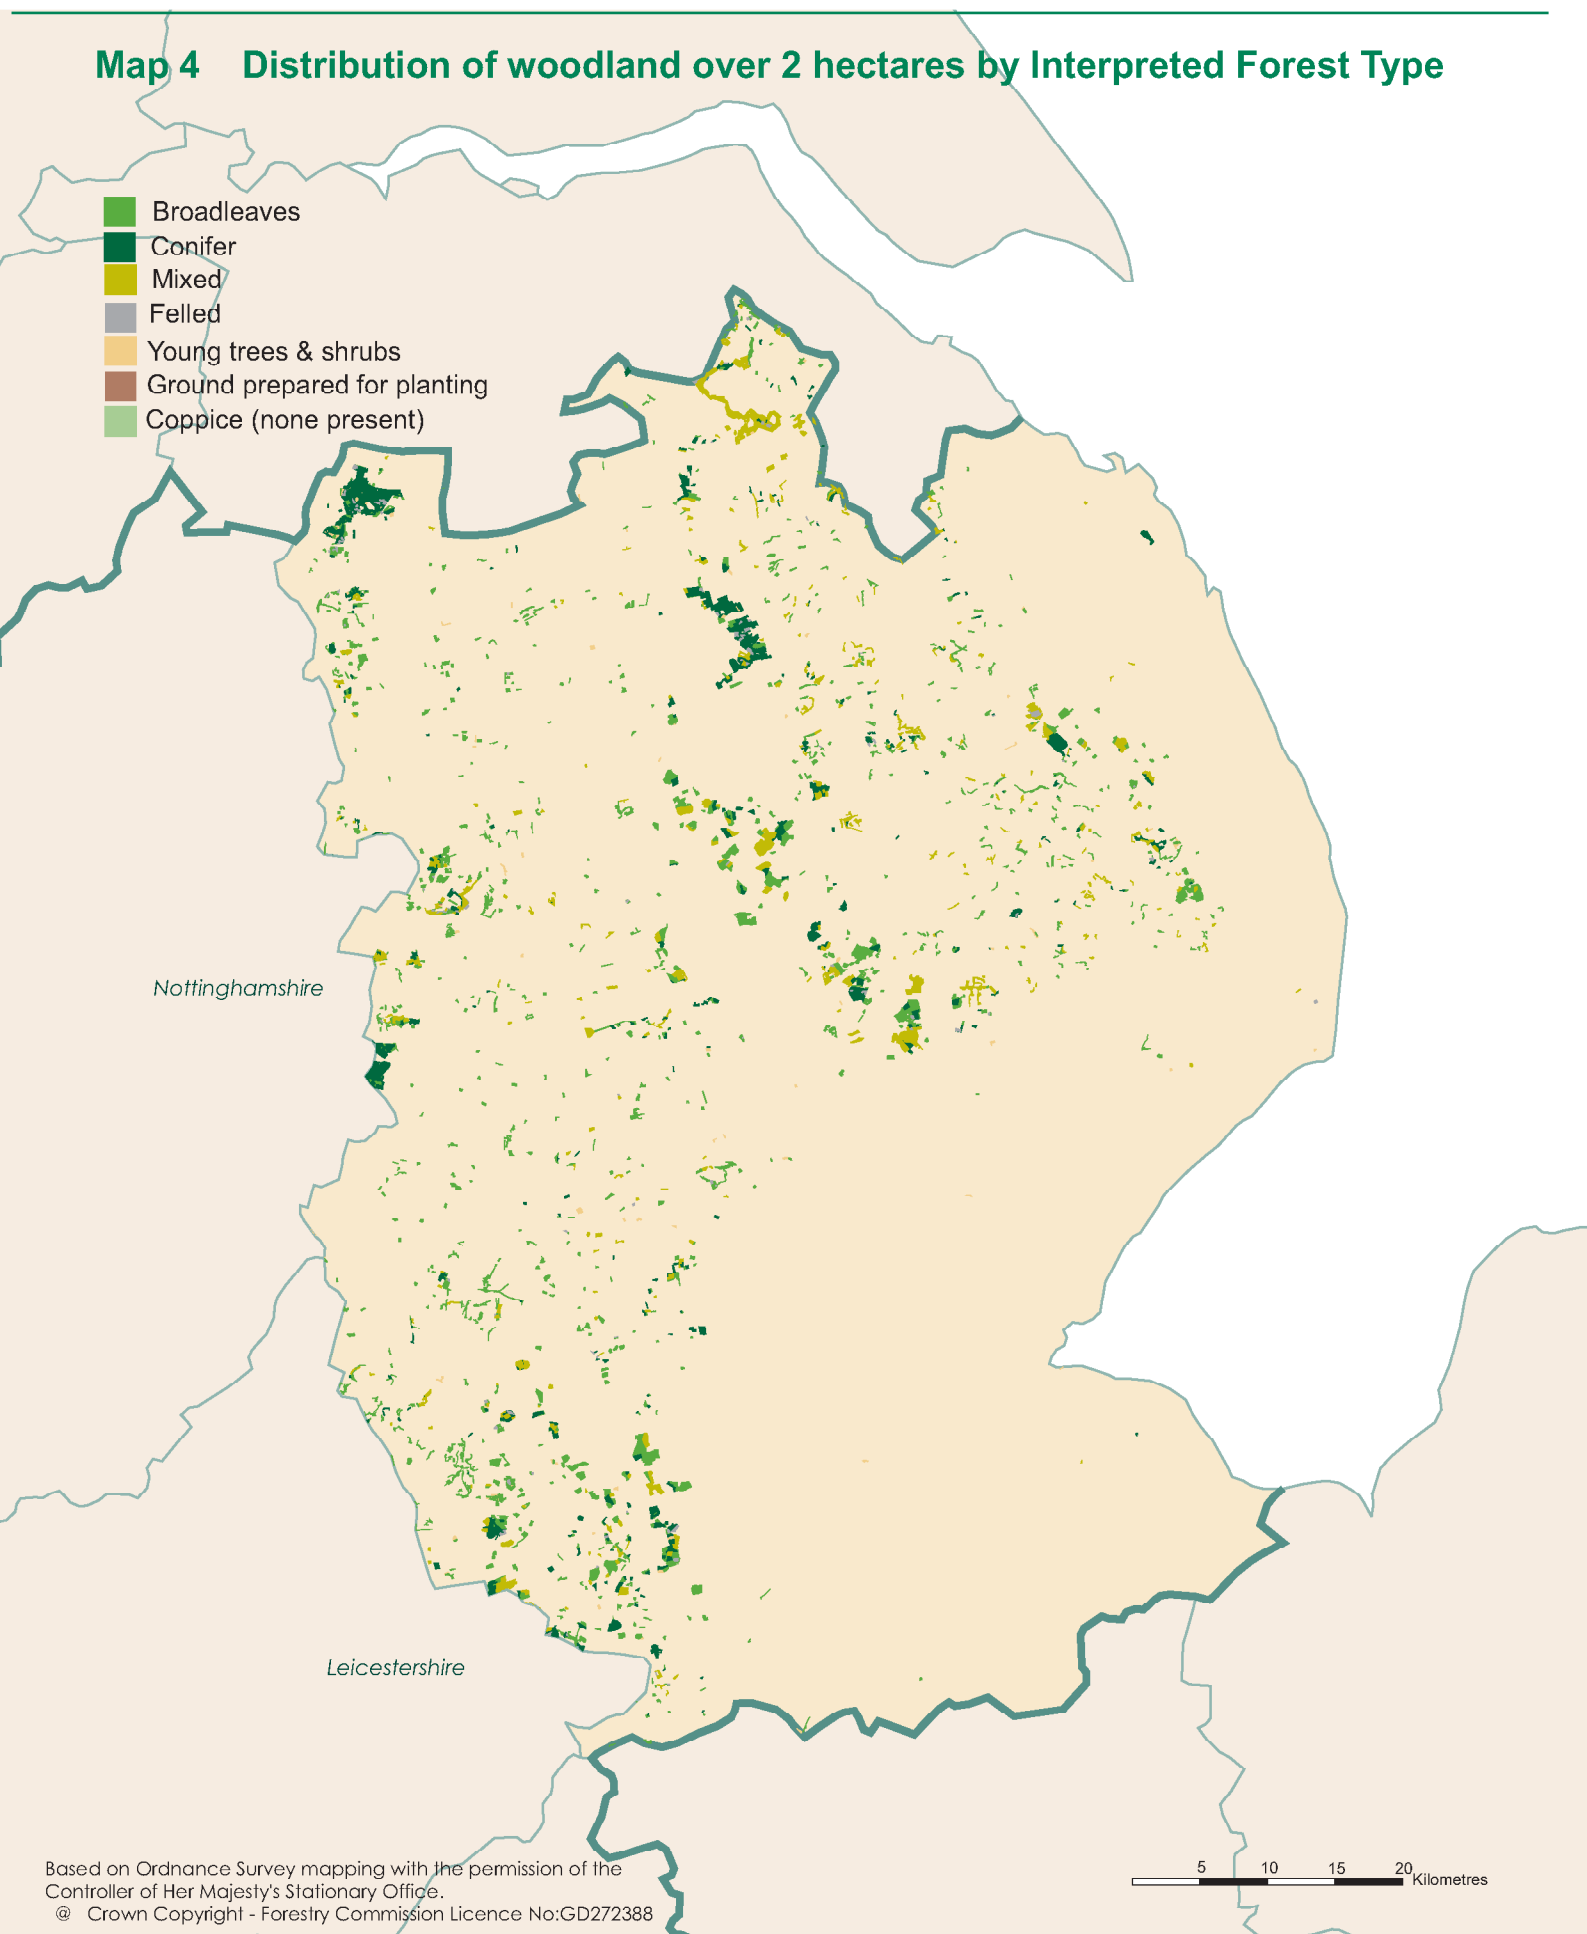 Map 4 Distribution of woodland over 2 hectares by Interpreted Forest Type
Broadleaves
Conifer
Mixed
Felled
Young trees & shrubs
Ground prepared for planting
Coppice (none present)
Nottinghamshire
Leicestershire
Based on Ordnance Survey mapping with the permission of the
Controller of Her Majesty's Stationary Office.
@ Crown Copyright - Forestry Commission Licence No:GD272388
5 10 15 20
Kilometres